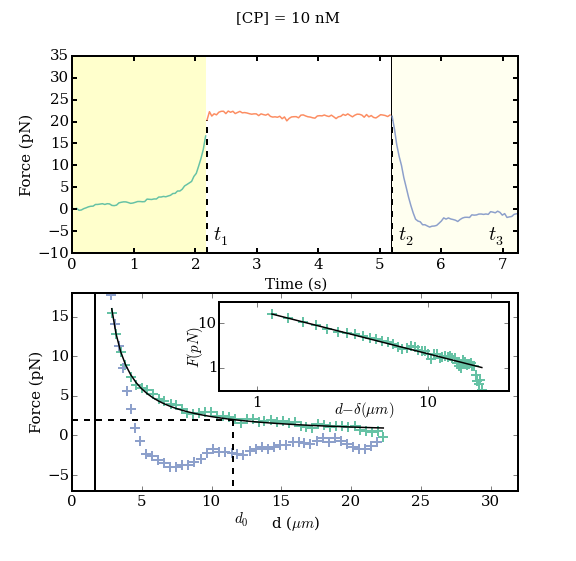 [CP] = 10 nM
35
30
25
20
15
10
5
0
−5
−10
Force (pN)
t1
t2
t3
0 1 2 3 4 5 6 7
Time (s)
15
10
5
0
−5
Force (pN)
10
1
F(pN)
1 10
d−δ(μm)
0 5 10 15 20 25 30
d0
d (μm)